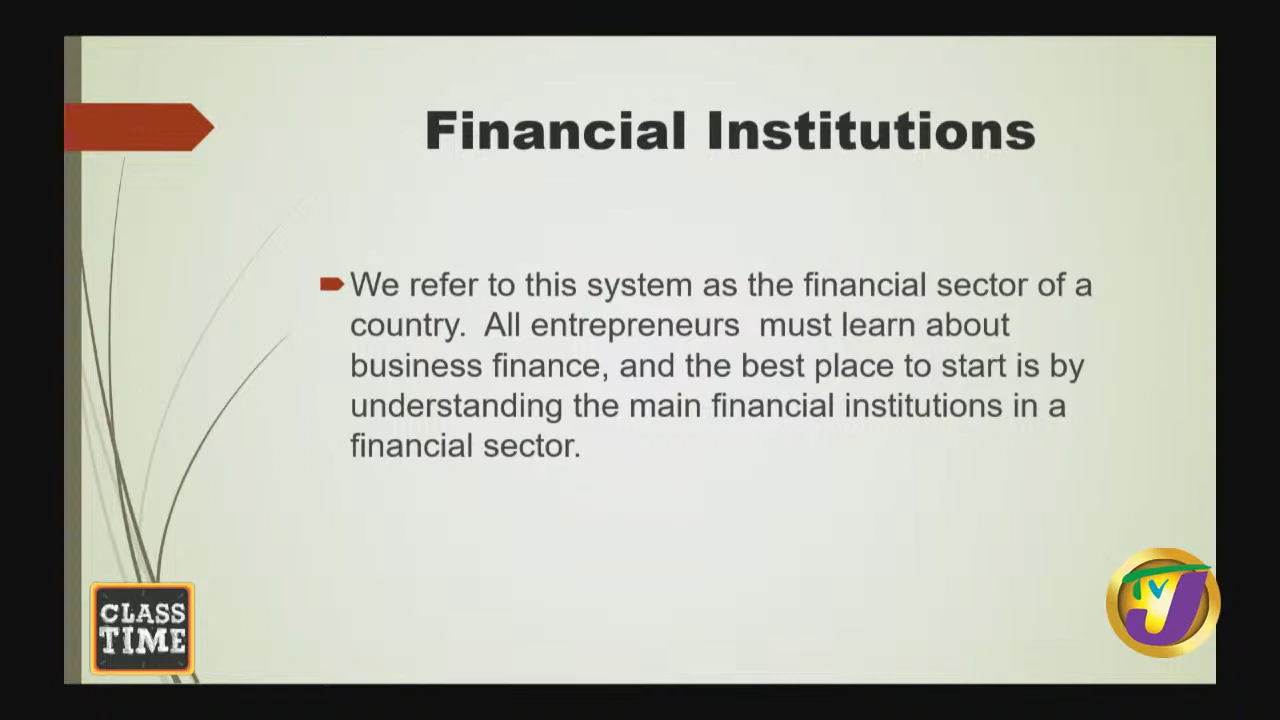 Financial Institutions
We refer to this system as the financial sector of a
country.  All entrepreneurs  must learn about
business finance, and the best place to start is by
understanding the main financial institutions in a
financial sector.
CLASS
TIME
TVJ